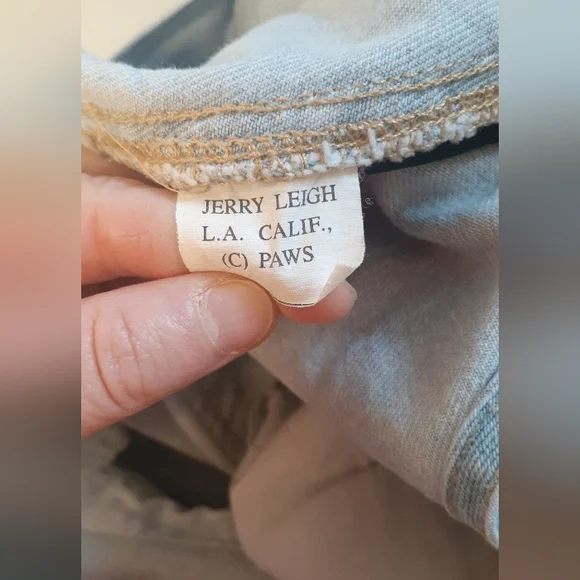 JERRY LEIGH
L.A. CALIF.,
(C) PAWS